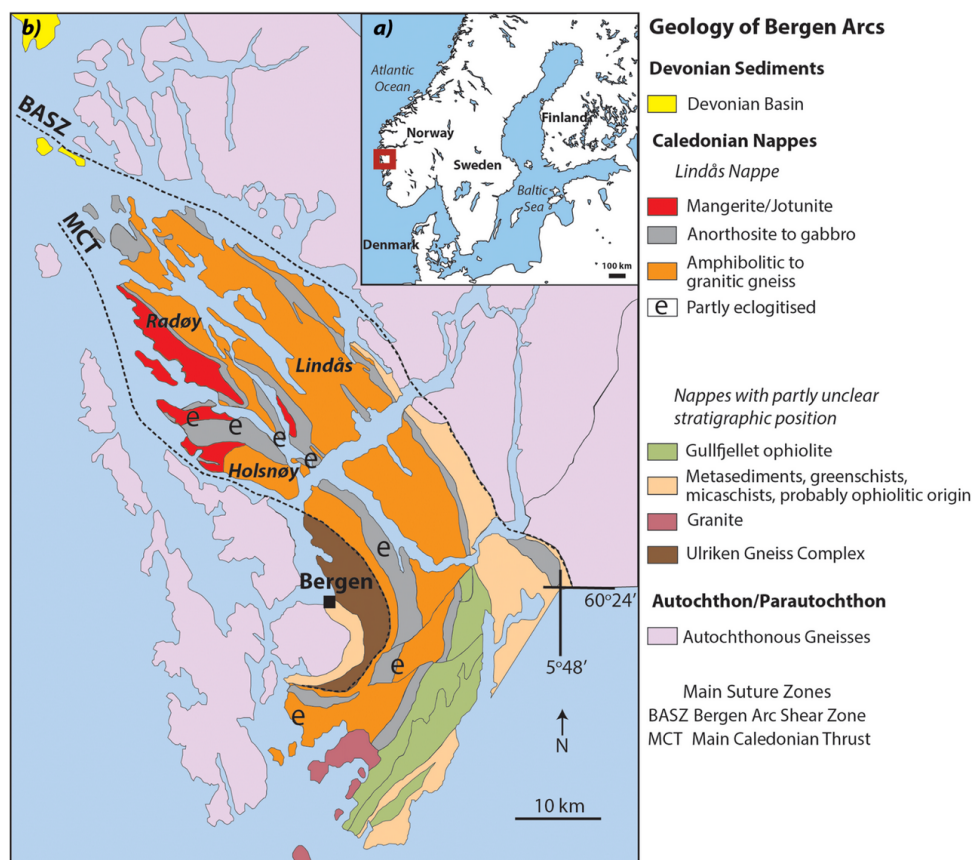 b)
a)
Atlantic
Ocean
Norway
Finland
Sweden
Baltic
Sea
Denmark
100 km
BASZ
MCT
Radøy
Lindås
e
e
e
e
Holsnøy
e
Bergen
60°24'
5°48'
e
e
N
10 km
Geology of Bergen Arcs
Devonian Sediments
Devonian Basin
Caledonian Nappes
Lindås Nappe
Mangerite/Jotunite
Anorthosite to gabbro
Amphibolitic to
granitic gneiss
e Partly eclogitised
Nappes with partly unclear
stratigraphic position
Gullfjellet ophiolite
Metasediments, greenschists,
micaschists, probably ophiolitic origin
Granite
Ulriken Gneiss Complex
Autochthon/Parautochthon
Autochthonous Gneisses
Main Suture Zones
BASZ Bergen Arc Shear Zone
MCT Main Caledonian Thrust